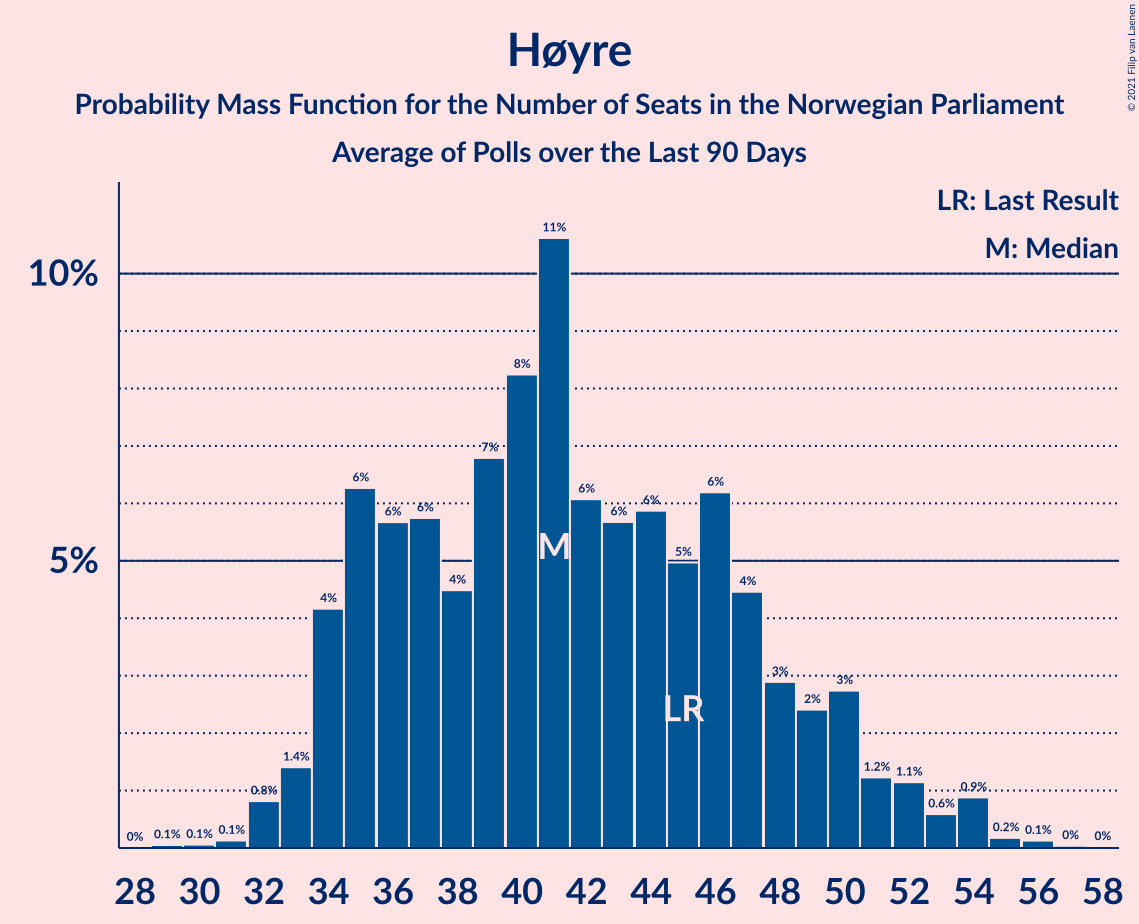 Høyre
Probability Mass Function for the Number of Seats in the Norwegian Parliament
Average of Polls over the Last 90 Days
© 2021 Filip van Laenen
LR: Last Result
M: Median
10%
5%
0% 0.1% 0.1% 0.1% 0.8% 1.4% 4% 6% 6% 6% 4% 7% 8% 11% 6% 6% 6% 5% 6% 4% 3% 2% 3% 1.2% 1.1% 0.6% 0.9% 0.2% 0.1% 0% 0%
M
LR
28 30 32 34 36 38 40 42 44 46 48 50 52 54 56 58